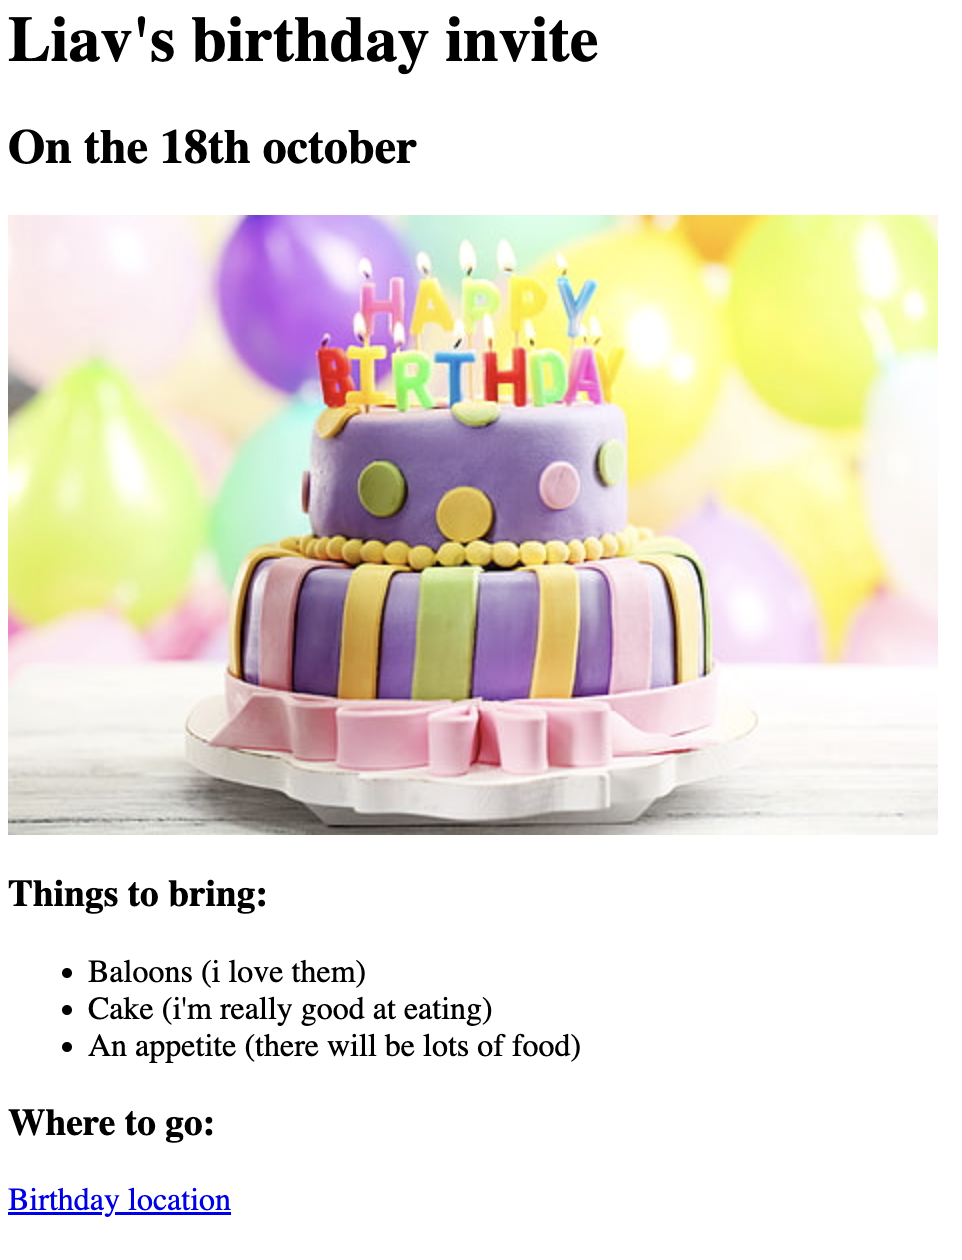 Liav's birthday invite
On the 18th october
HAPPY
BIRTHDAY
Things to bring:
Baloons (i love them)
Cake (i'm really good at eating)
An appetite (there will be lots of food)
Where to go:
Birthday location